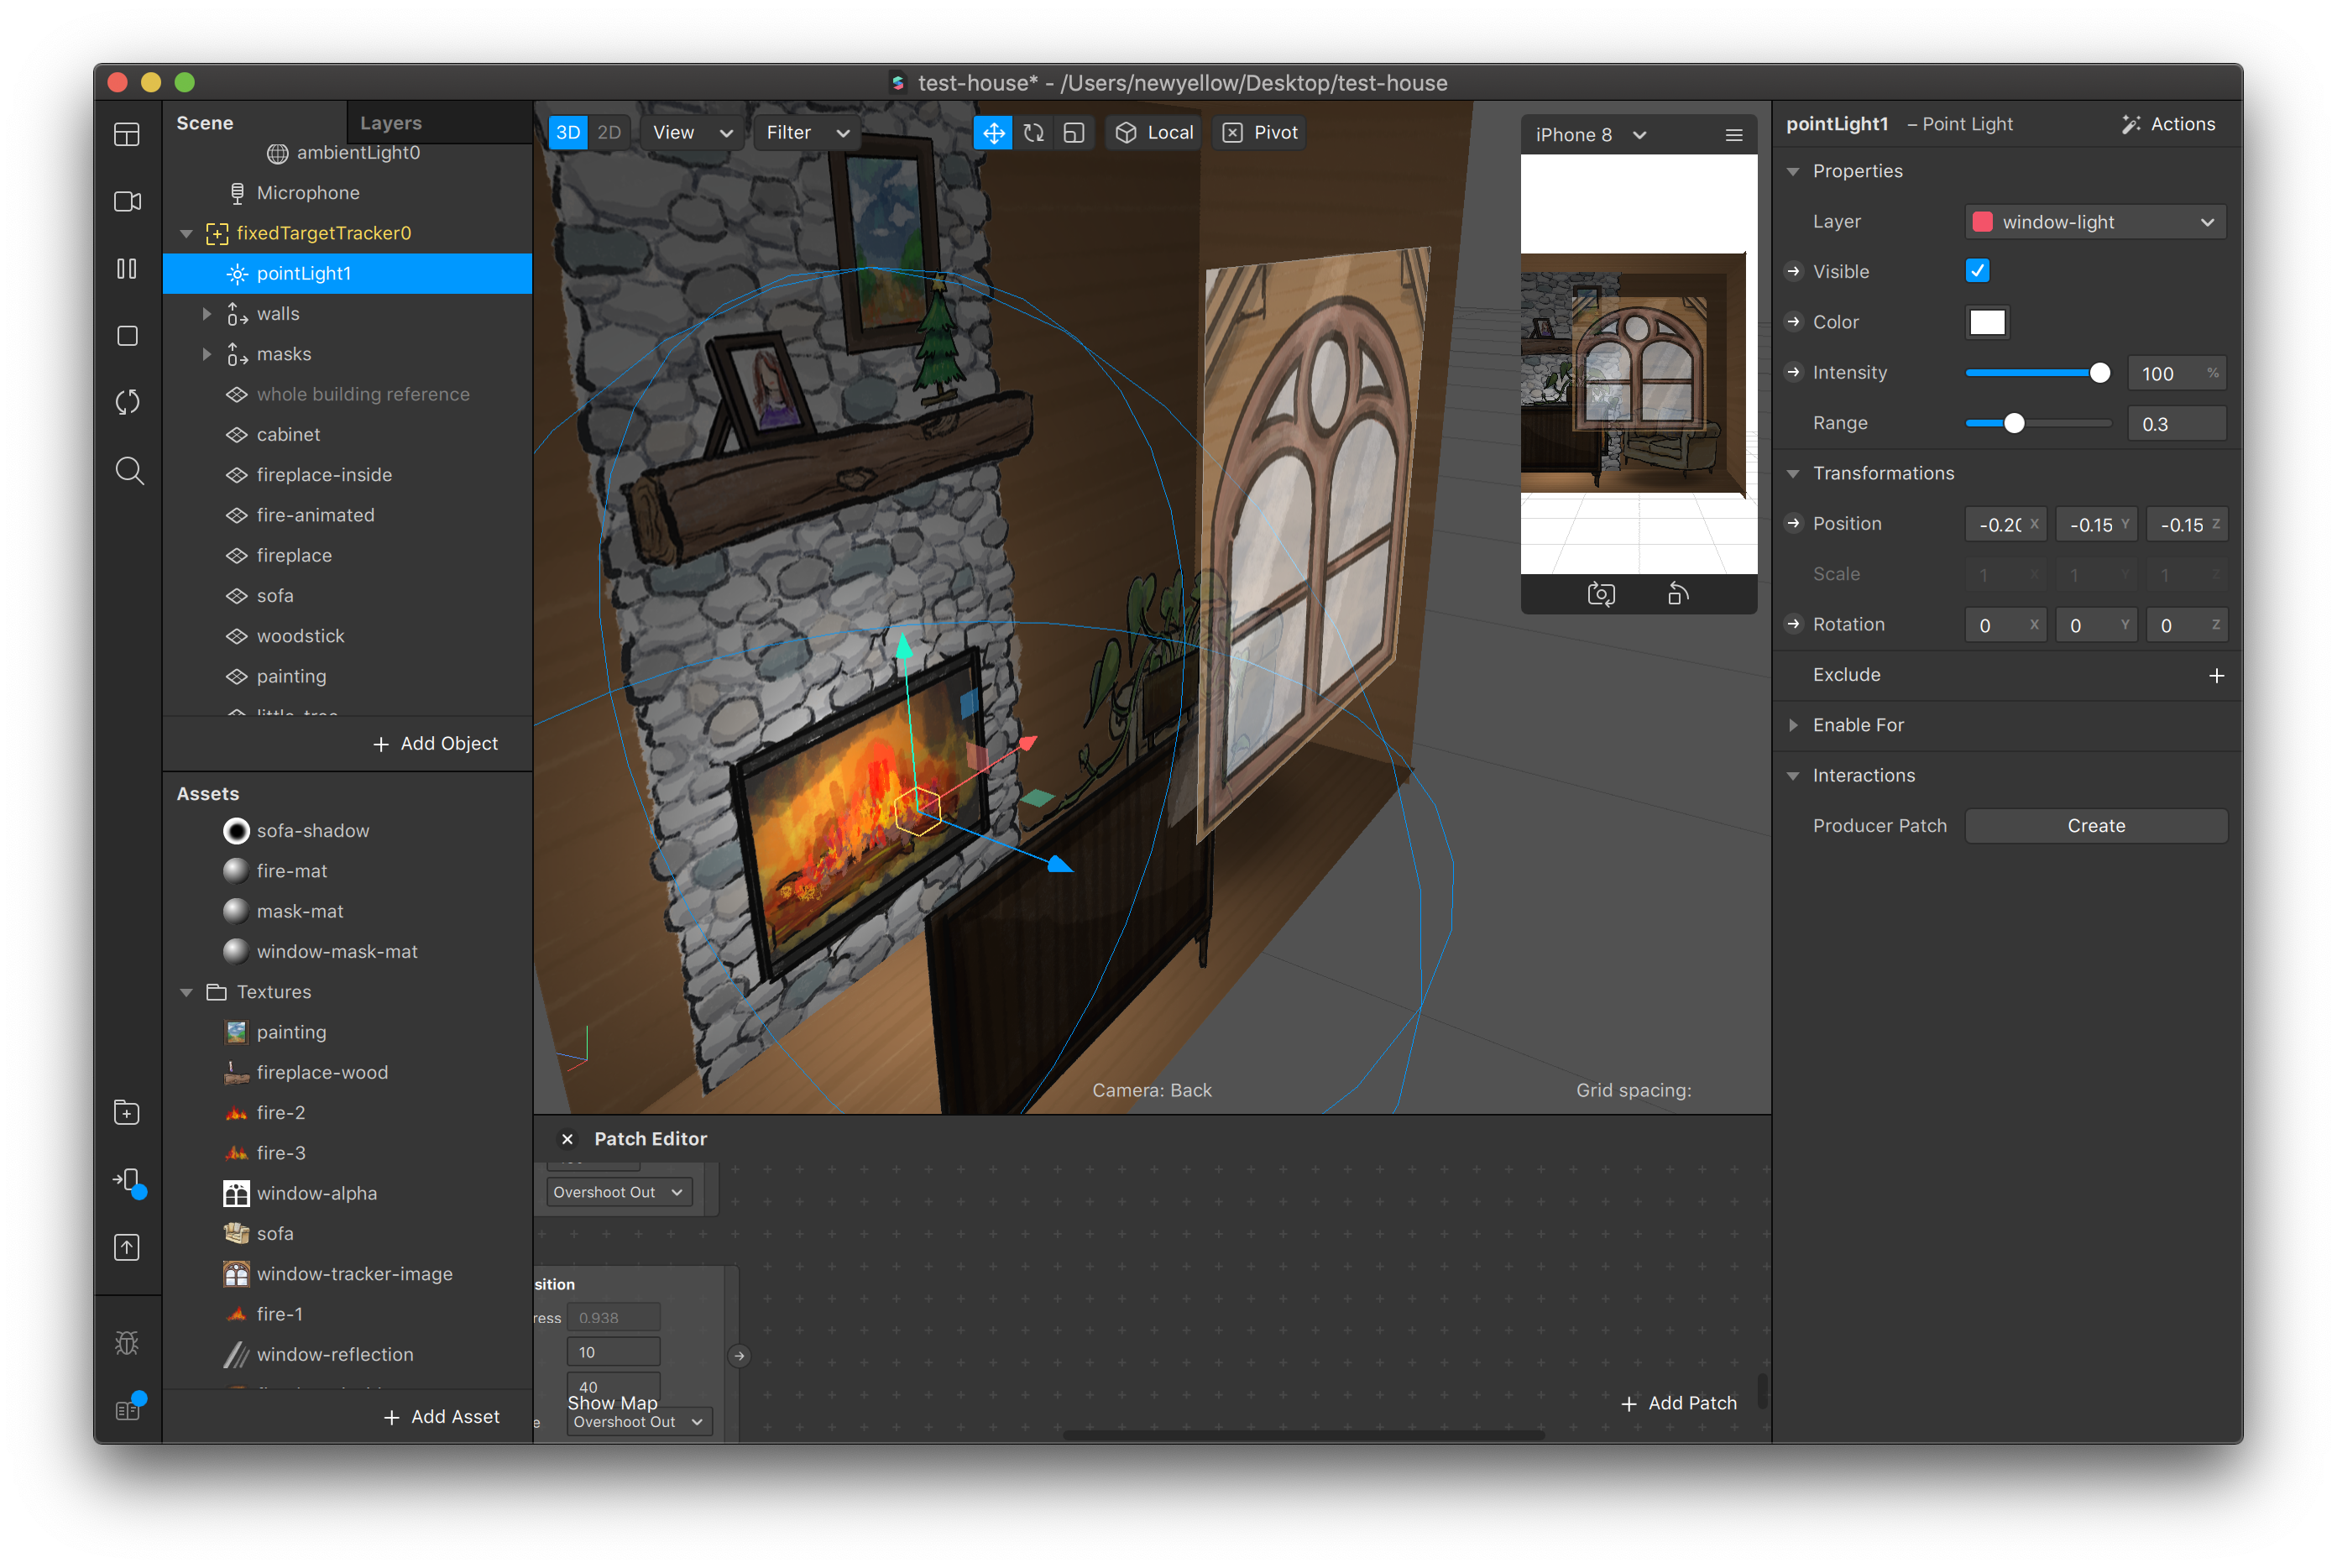 test-house* - /Users/newyellow/Desktop/test-house
Scene
Layers
ambientLight0
Microphone
fixedTargetTracker0
pointLight1
walls
masks
whole building reference
cabinet
fireplace-inside
fire-animated
fireplace
sofa
woodstick
painting
+ Add Object
Assets
sofa-shadow
fire-mat
mask-mat
window-mask-mat
Textures
painting
fireplace-wood
fire-2
fire-3
window-alpha
sofa
window-tracker-image
fire-1
window-reflection
+ Add Asset
3D 2D View Filter Local Pivot
iPhone 8
Camera: Back
Grid spacing:
Patch Editor
Overshoot Out
sition
ress 0.938
10
40
Show Map
e Overshoot Out
+ Add Patch
pointLight1 – Point Light Actions
Properties
Layer window-light
Visible
Color
Intensity 100 %
Range 0.3
Transformations
Position -0.20 X -0.15 Y -0.15 Z
Scale 1 X 1 Y 1 Z
Rotation 0 X 0 Y 0 Z
Exclude +
Enable For
Interactions
Producer Patch Create